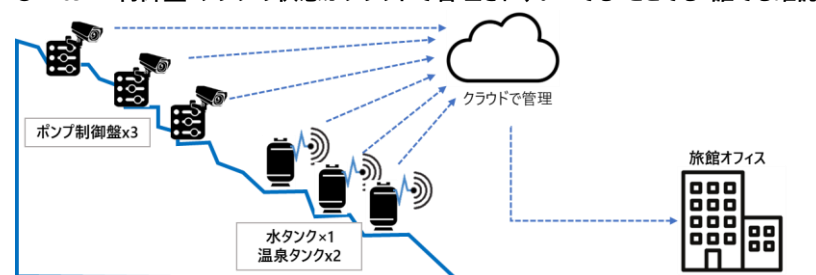 クラウドで管理
ポンプ制御盤x3
旅館オフィス
水タンク×1
温泉タンクx2